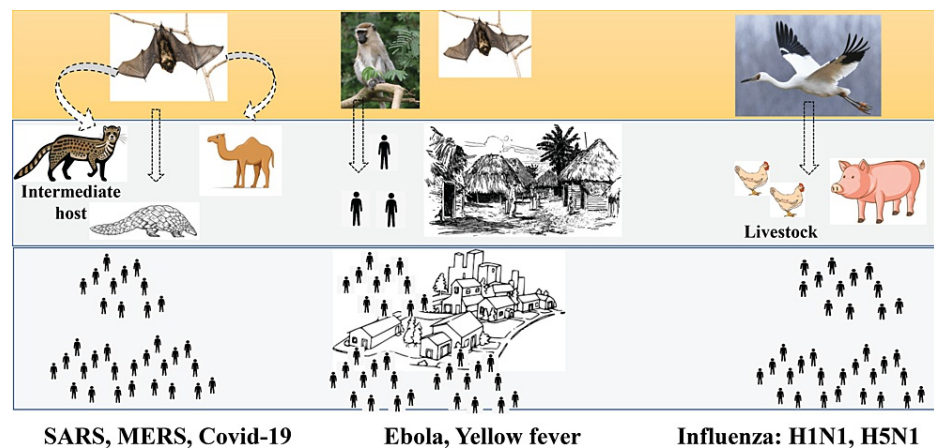 Intermediate
host
Livestock
SARS, MERS, Covid-19
Ebola, Yellow fever
Influenza: H1N1, H5N1